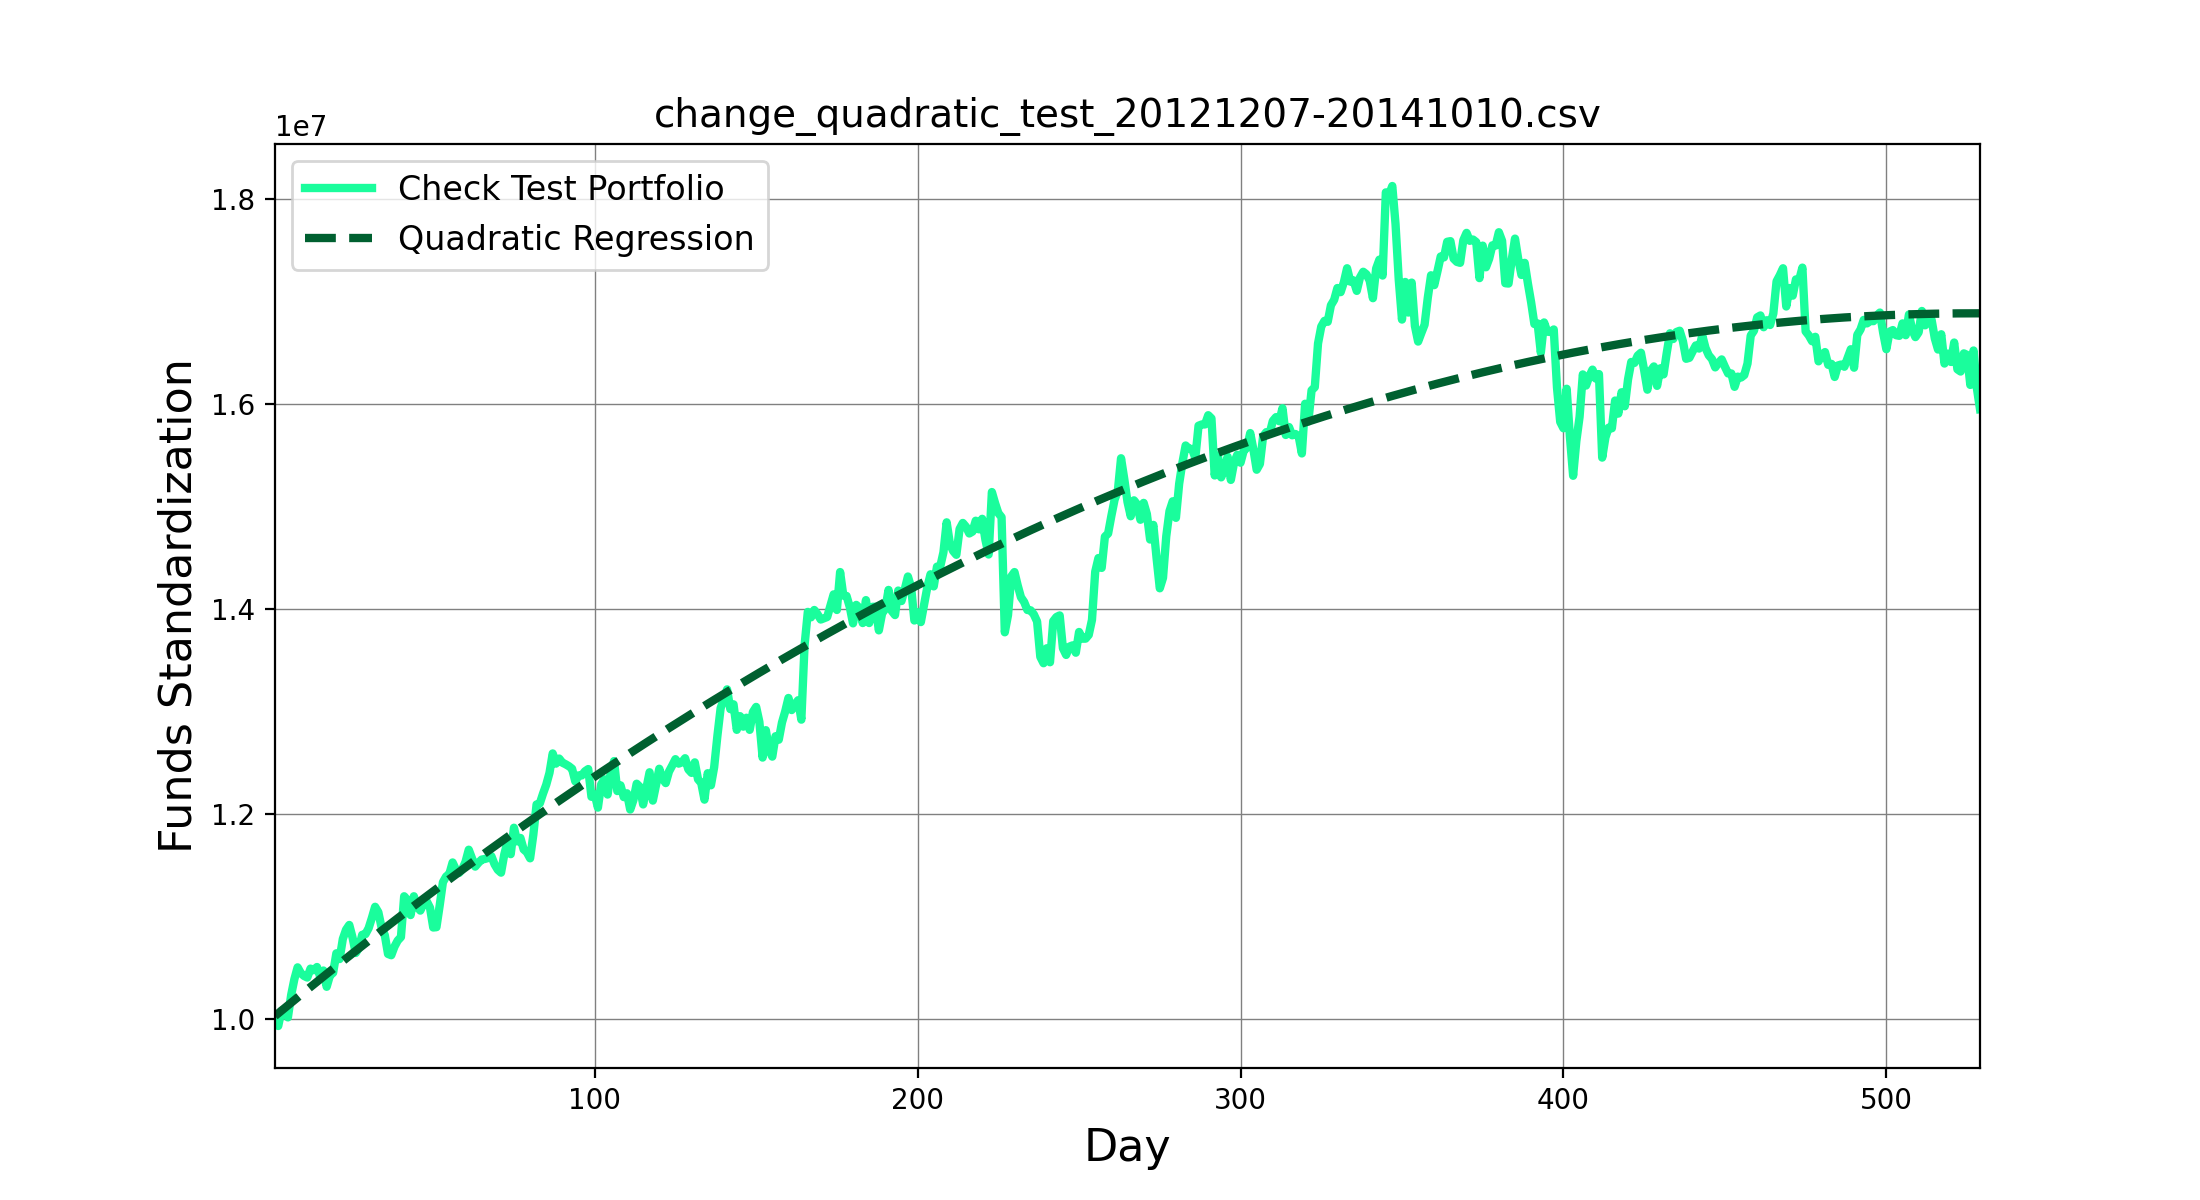 change_quadratic_test_20121207-20141010.csv
1e7
Check Test Portfolio
Quadratic Regression
1.8
1.6
1.4
1.2
1.0
Funds Standardization
100 200 300 400 500
Day